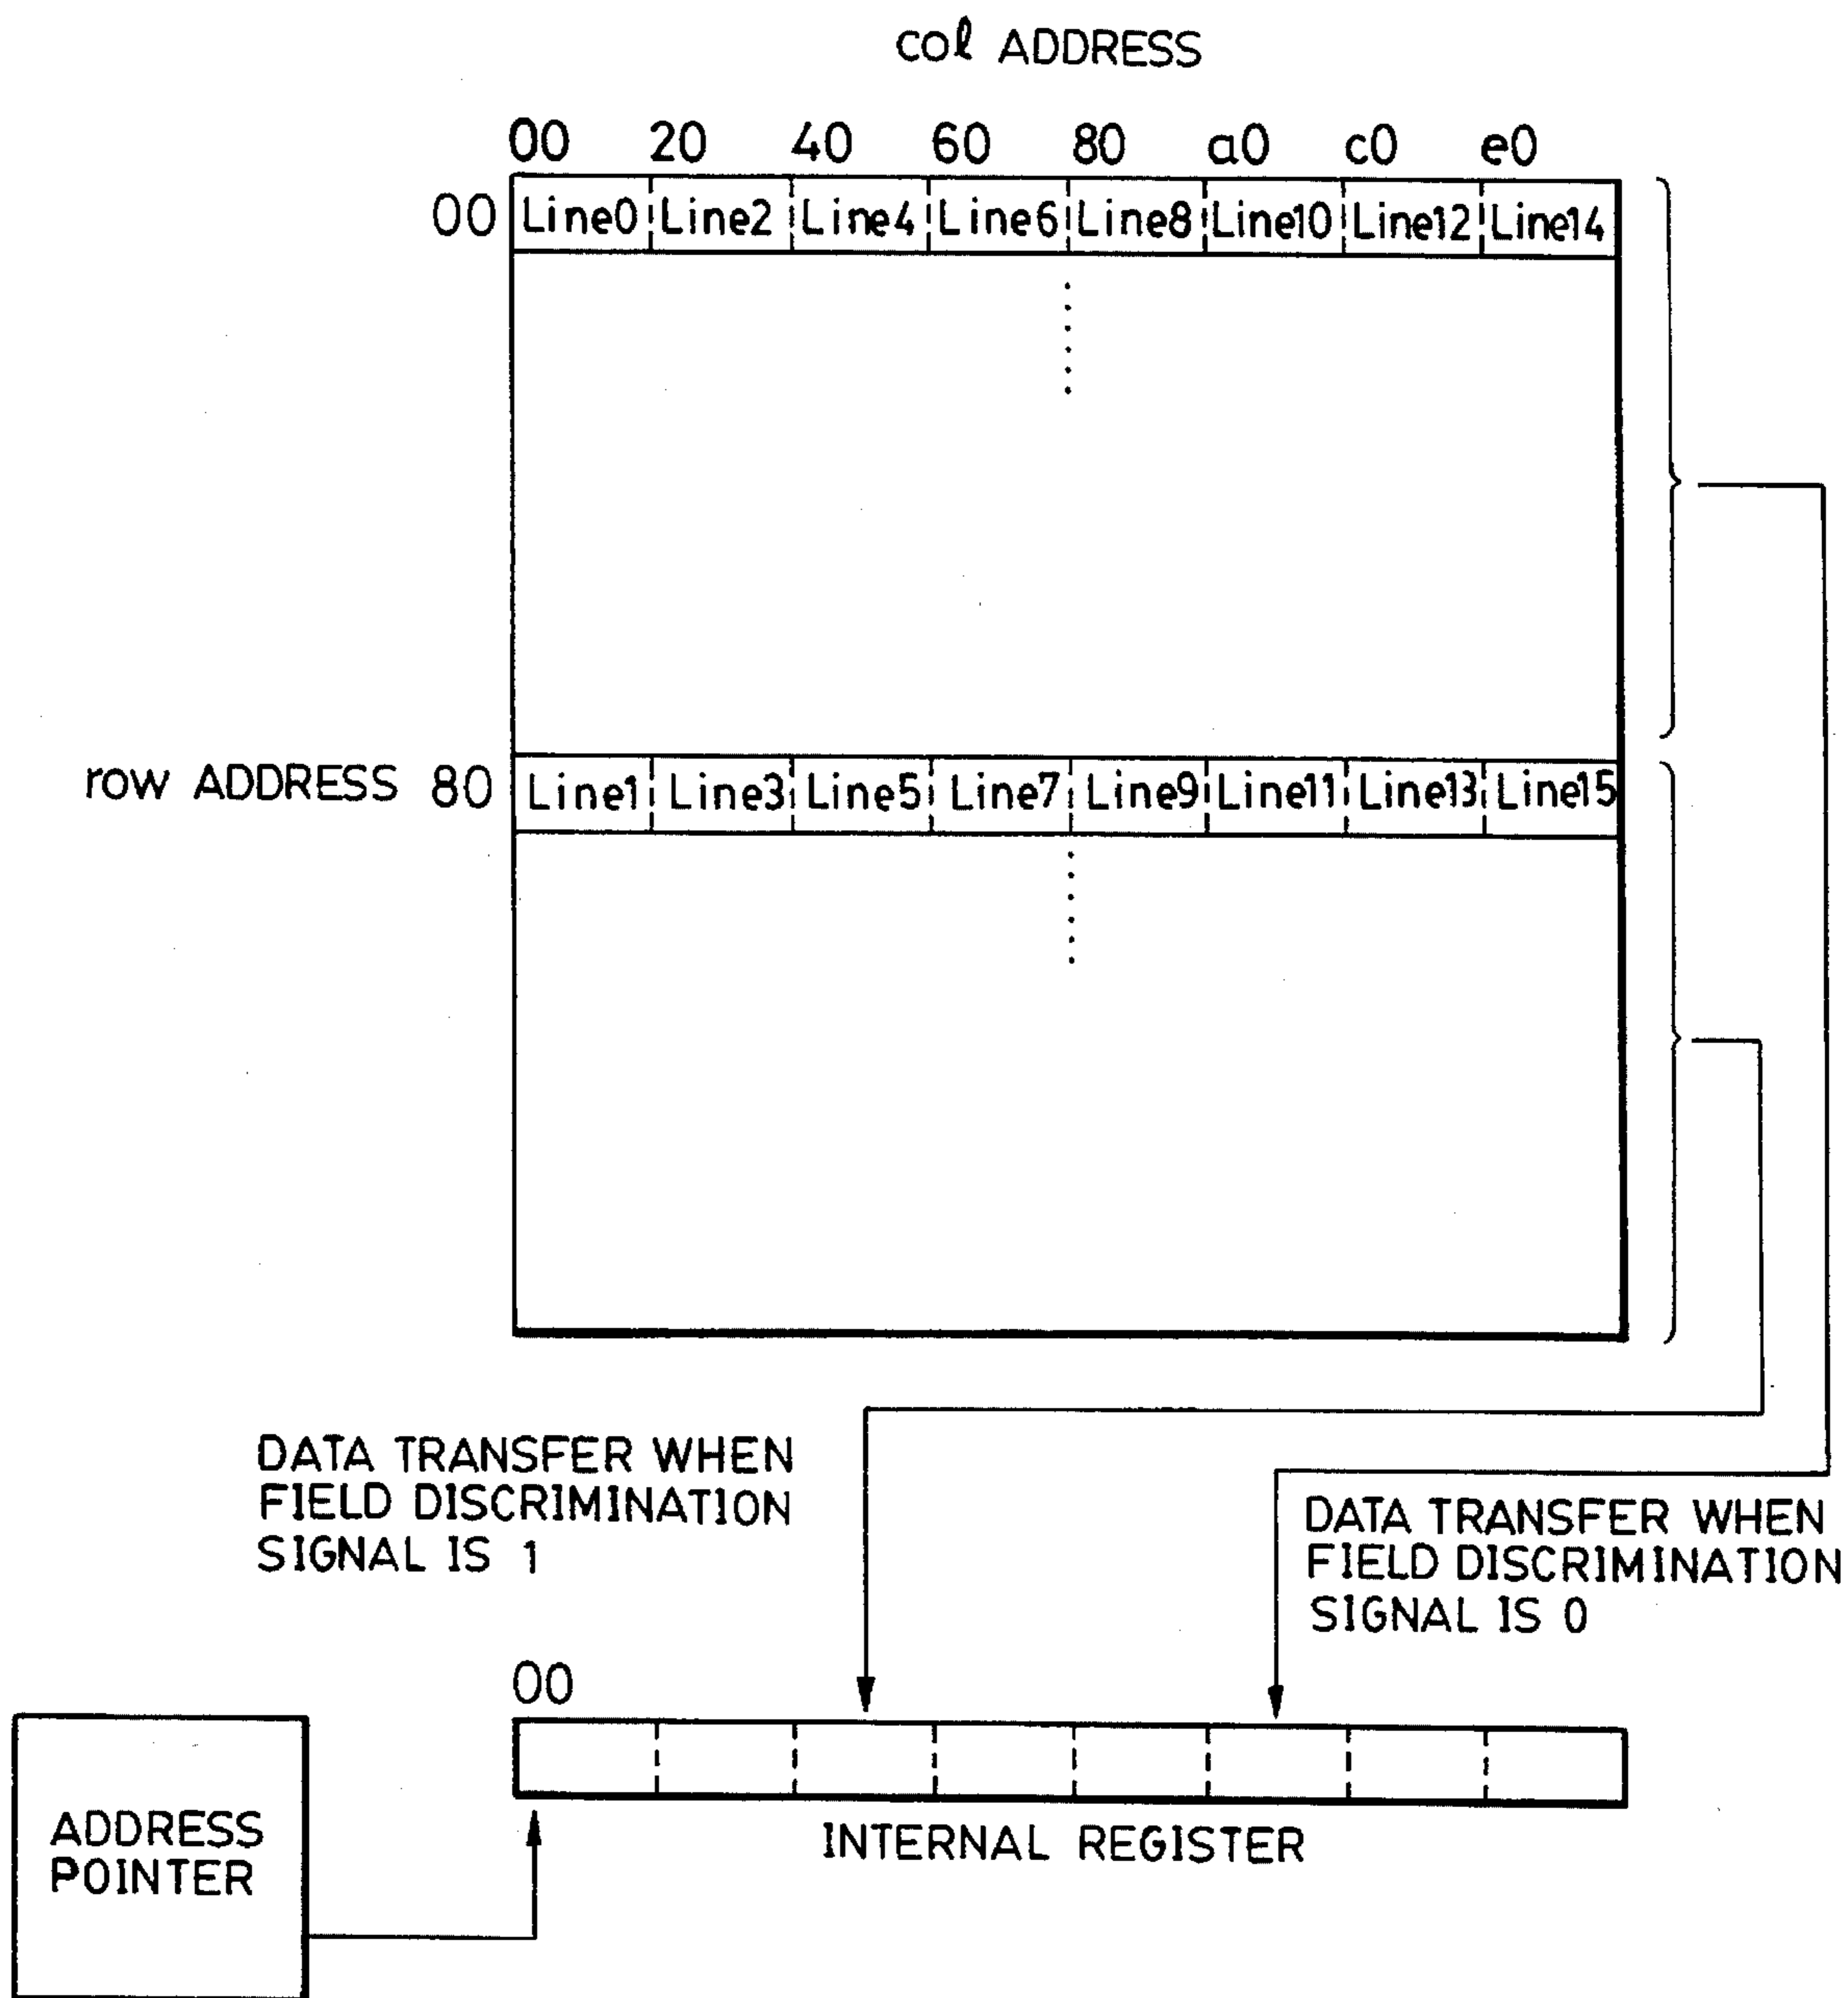 col ADDRESS
00 20 40 60 80 a0 c0 e0
00 Line0 Line2 Line4 Line6 Line8 Line10 Line12 Line14
row ADDRESS 80 Line1 Line3 Line5 Line7 Line9 Line11 Line13 Line15
DATA TRANSFER WHEN
FIELD DISCRIMINATION
SIGNAL IS 1
DATA TRANSFER WHEN
FIELD DISCRIMINATION
SIGNAL IS 0
00
ADDRESS
POINTER
INTERNAL REGISTER